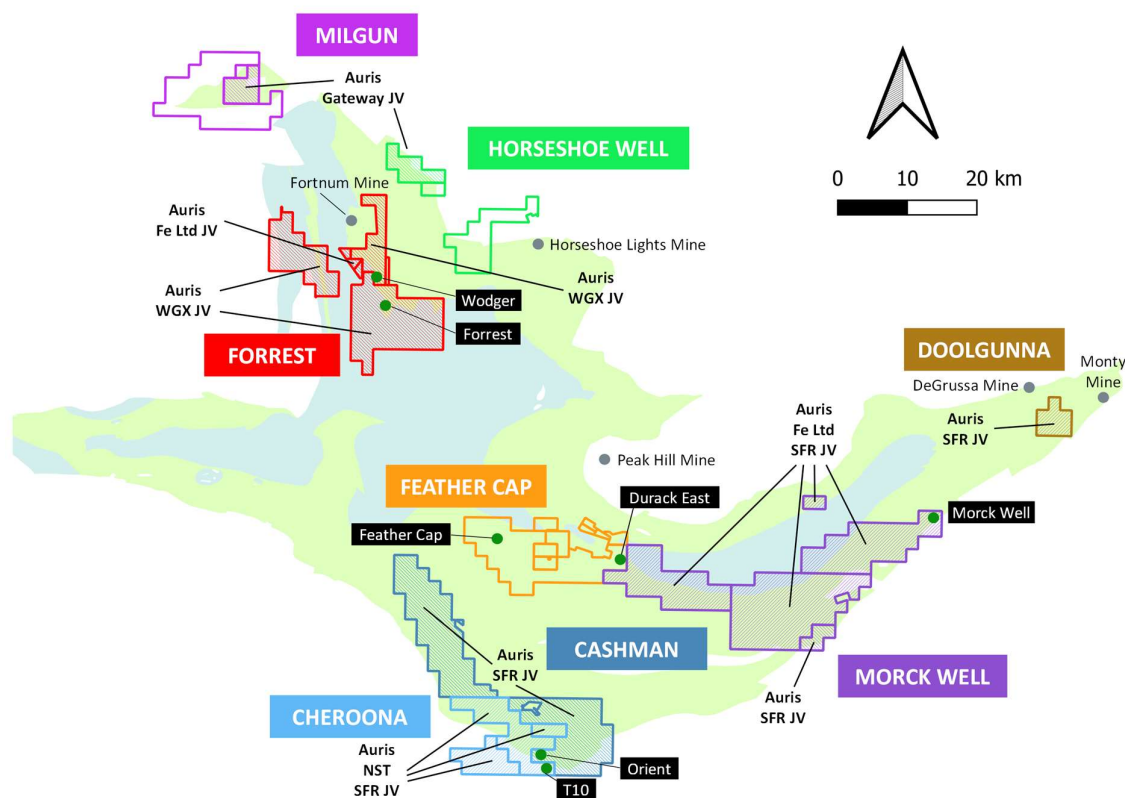 MILGUN
Auris
Gateway JV
HORSESHOE WELL
0 10 20 km
Fortnum Mine
Auris
Fe Ltd JV
Horseshoe Lights Mine
Auris
WGX JV
Auris
WGX JV
Wodger
Forrest
FORREST
DOOLGUNNA
Monty
Mine
DeGrussa Mine
Auris
SFR JV
Auris
Fe Ltd
SFR JV
Peak Hill Mine
FEATHER CAP
Durack East
Feather Cap
Morck Well
CASHMAN
Auris
SFR JV
MORCK WELL
Auris
SFR JV
CHEROONA
Auris
NST
SFR JV
Orient
T10